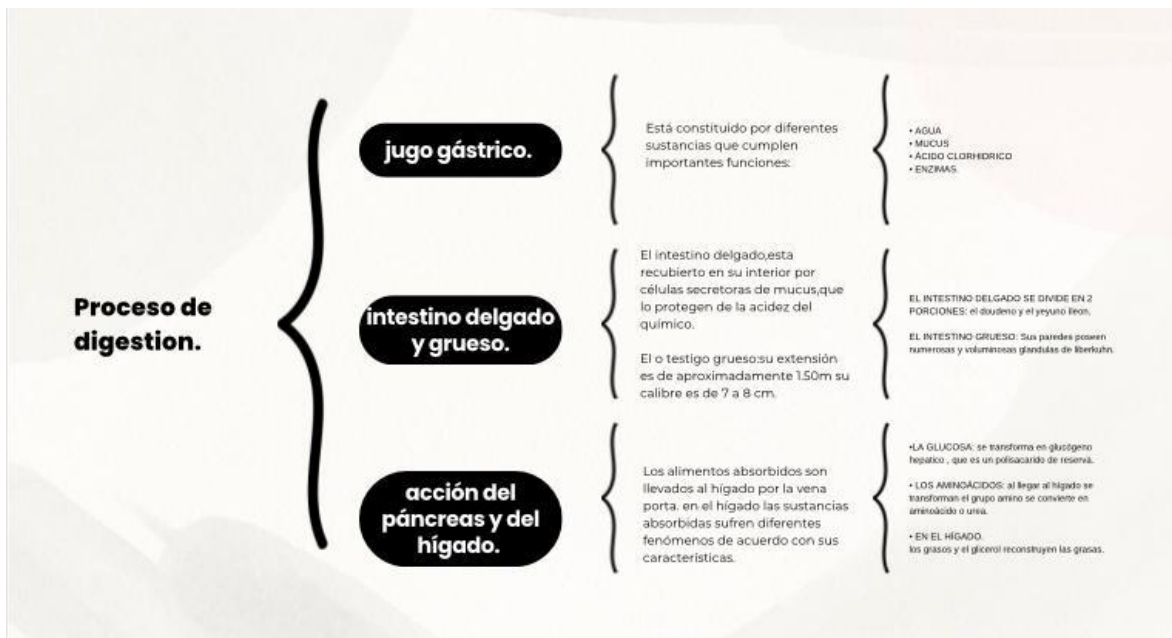 Proceso de
digestion.
jugo gástrico.
Está constituido por diferentes
sustancias que cumplen
importantes funciones:
• AGUA
• MUCUS
• ÁCIDO CLORHIDRICO
• ENZIMAS.
intestino delgado
y grueso.
El intestino delgado,esta
recubierto en su interior por
células secretoras de mucus,que
lo protegen de la acidez del
químico.
El o testigo grueso:su extensión
es de aproximadamente 1.50m su
calibre es de 7 a 8 cm.
EL INTESTINO DELGADO SE DIVIDE EN 2
PORCIONES: el doudeno y el yeyuno ileon.
EL INTESTINO GRUESO: Sus paredes poseen
numerosas y voluminosas glandulas de liberkuhn.
acción del
páncreas y del
hígado.
Los alimentos absorbidos son
llevados al hígado por la vena
porta. en el hígado las sustancias
absorbidas sufren diferentes
fenómenos de acuerdo con sus
características.
•LA GLUCOSA: se transforma en glucógeno
hepatico , que es un polisacarido de reserva.
• LOS AMINOÁCIDOS: al llegar al hígado se
transforman el grupo amino se convierte en
aminoácido o urea.
• EN EL HÍGADO.
los grasos y el glicerol reconstruyen las grasas.